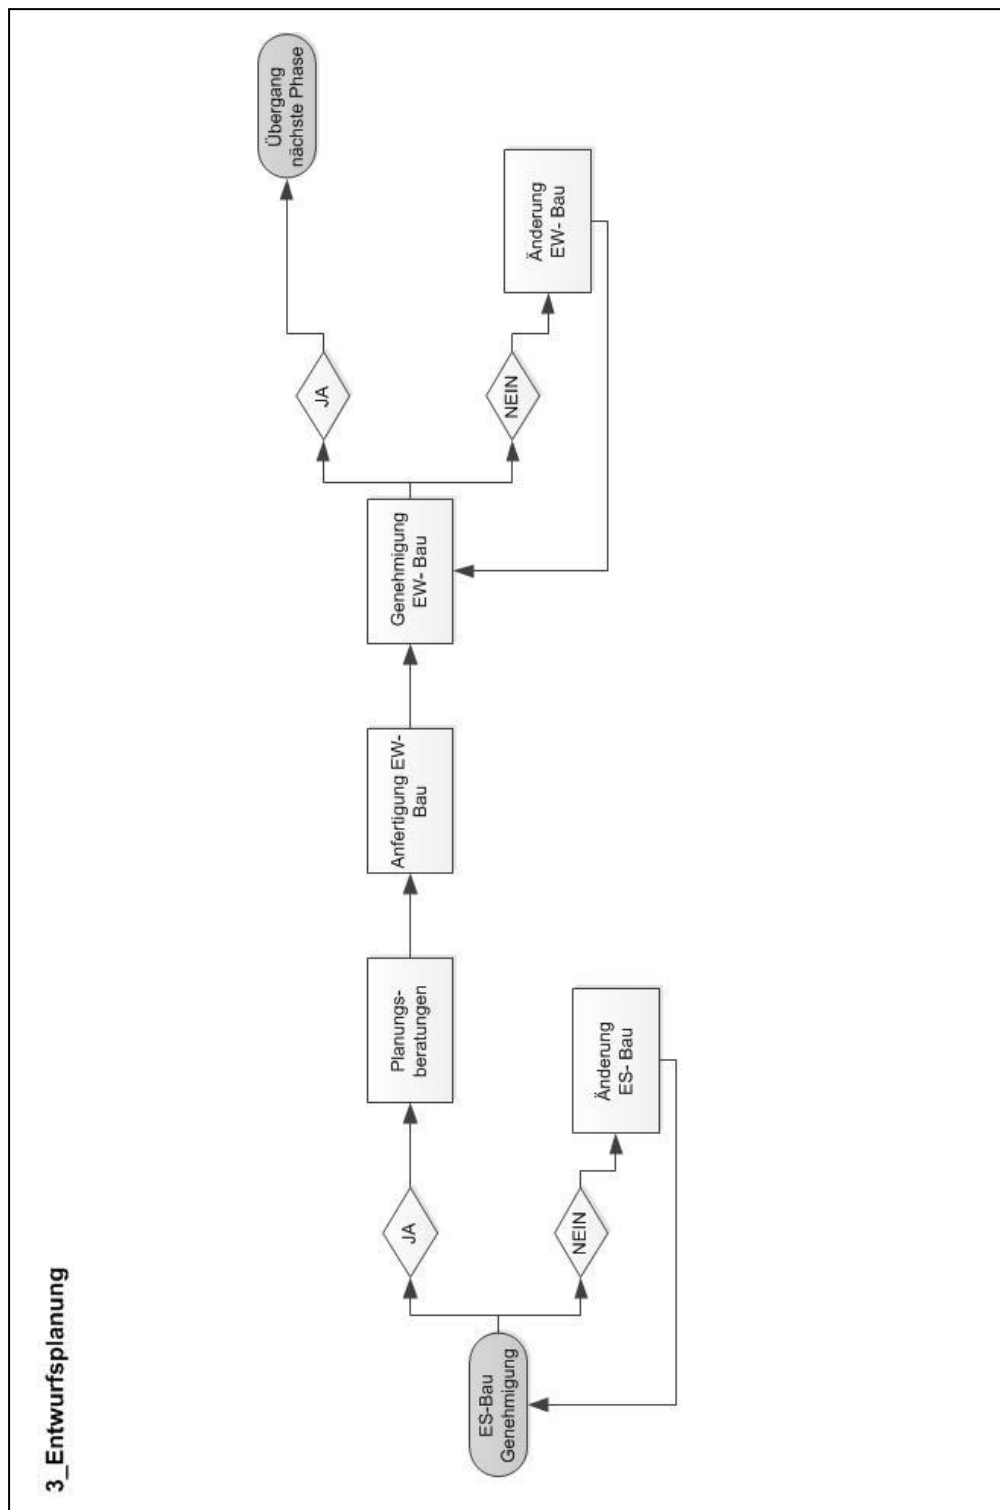 3_Entwurfsplanung
ES-Bau
Genehmigung
JA
NEIN
Planungs-
beratungen
Änderung
ES- Bau
Anfertigung EW-
Bau
Genehmigung
EW- Bau
JA
NEIN
Änderung
EW- Bau
Übergang
nächste Phase